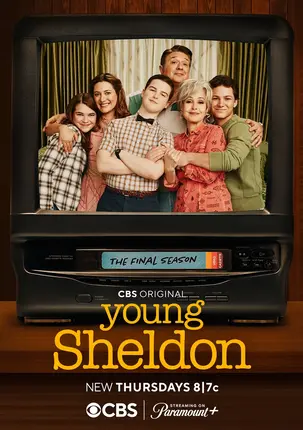 THE FINAL SEASON
CBS ORIGINAL
young
Sheldon
NEW THURSDAYS 8|7c
CBS
STREAMING ON
Paramount+